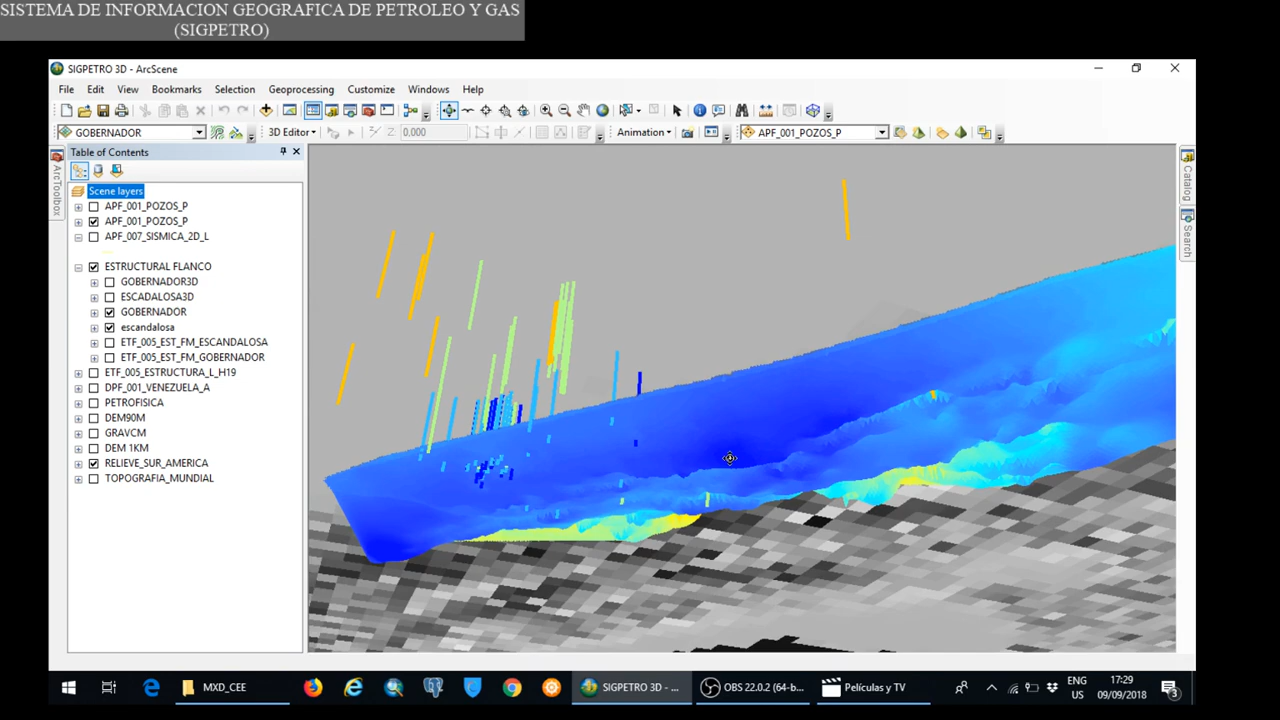 SISTEMA DE INFORMACION GEOGRAFICA DE PETROLEO Y GAS
(SIGPETRO)
SIGPETRO 3D - ArcScene
File Edit View Bookmarks Selection Geoprocessing Customize Windows Help
GOBERNADOR 3D Editor 0,000 Animation APF_001_POZOS_P
Table of Contents
ArcToolbox
Catalog
Search
Scene layers
APF_001_POZOS_P
APF_001_POZOS_P
APF_007_SISMICA_2D_L
ESTRUCTURAL FLANCO
GOBERNADOR3D
ESCADALOSA3D
GOBERNADOR
escandalosa
ETF_005_EST_FM_ESCANDALOSA
ETF_005_EST_FM_GOBERNADOR
ETF_005_ESTRUCTURA_L_H19
DPF_001_VENEZUELA_A
PETROFISICA
DEM90M
GRAVCM
DEM 1KM
RELIEVE_SUR_AMERICA
TOPOGRAFIA_MUNDIAL
MXD_CEE
SIGPETRO 3D - ...
OBS 22.0.2 (64-b...
Películas y TV
ENG
US
17:29
09/09/2018
3